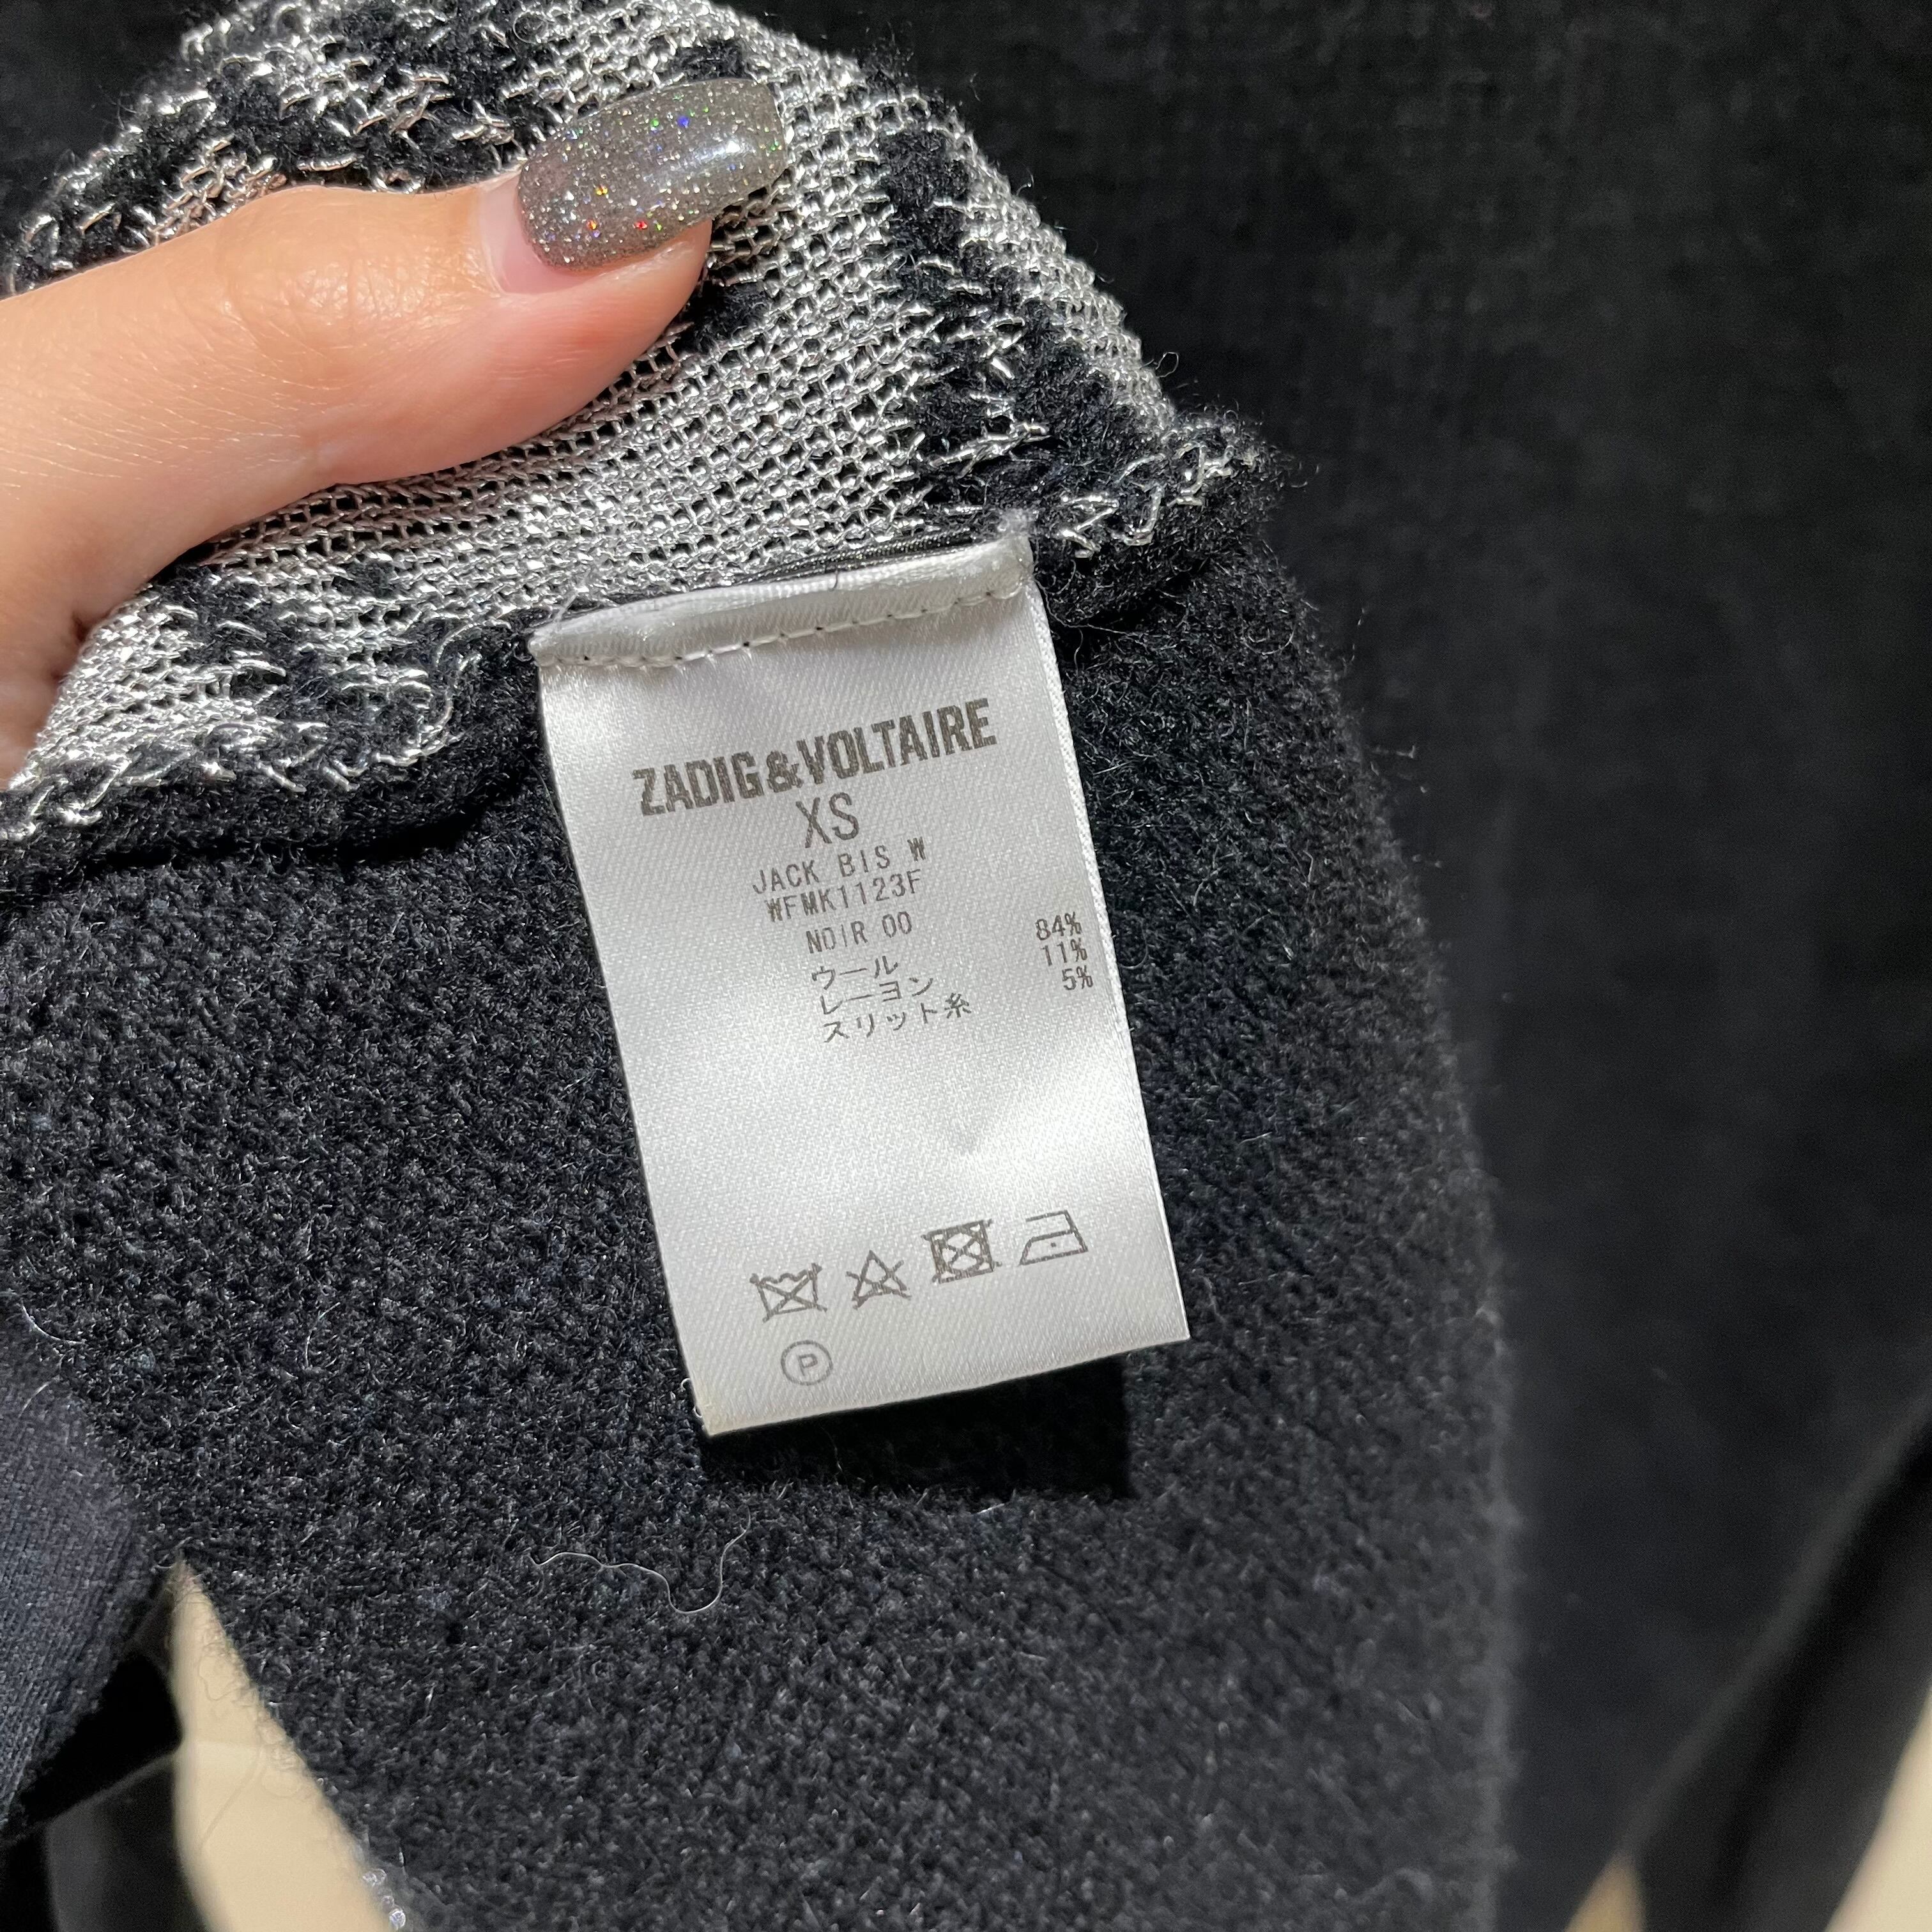 ZADIG&VOLTAIRE
XS
JACK BIS W
WFMK1123F
NOIR 00
ウール 84%
レーヨン 11%
スリット糸 5%
P